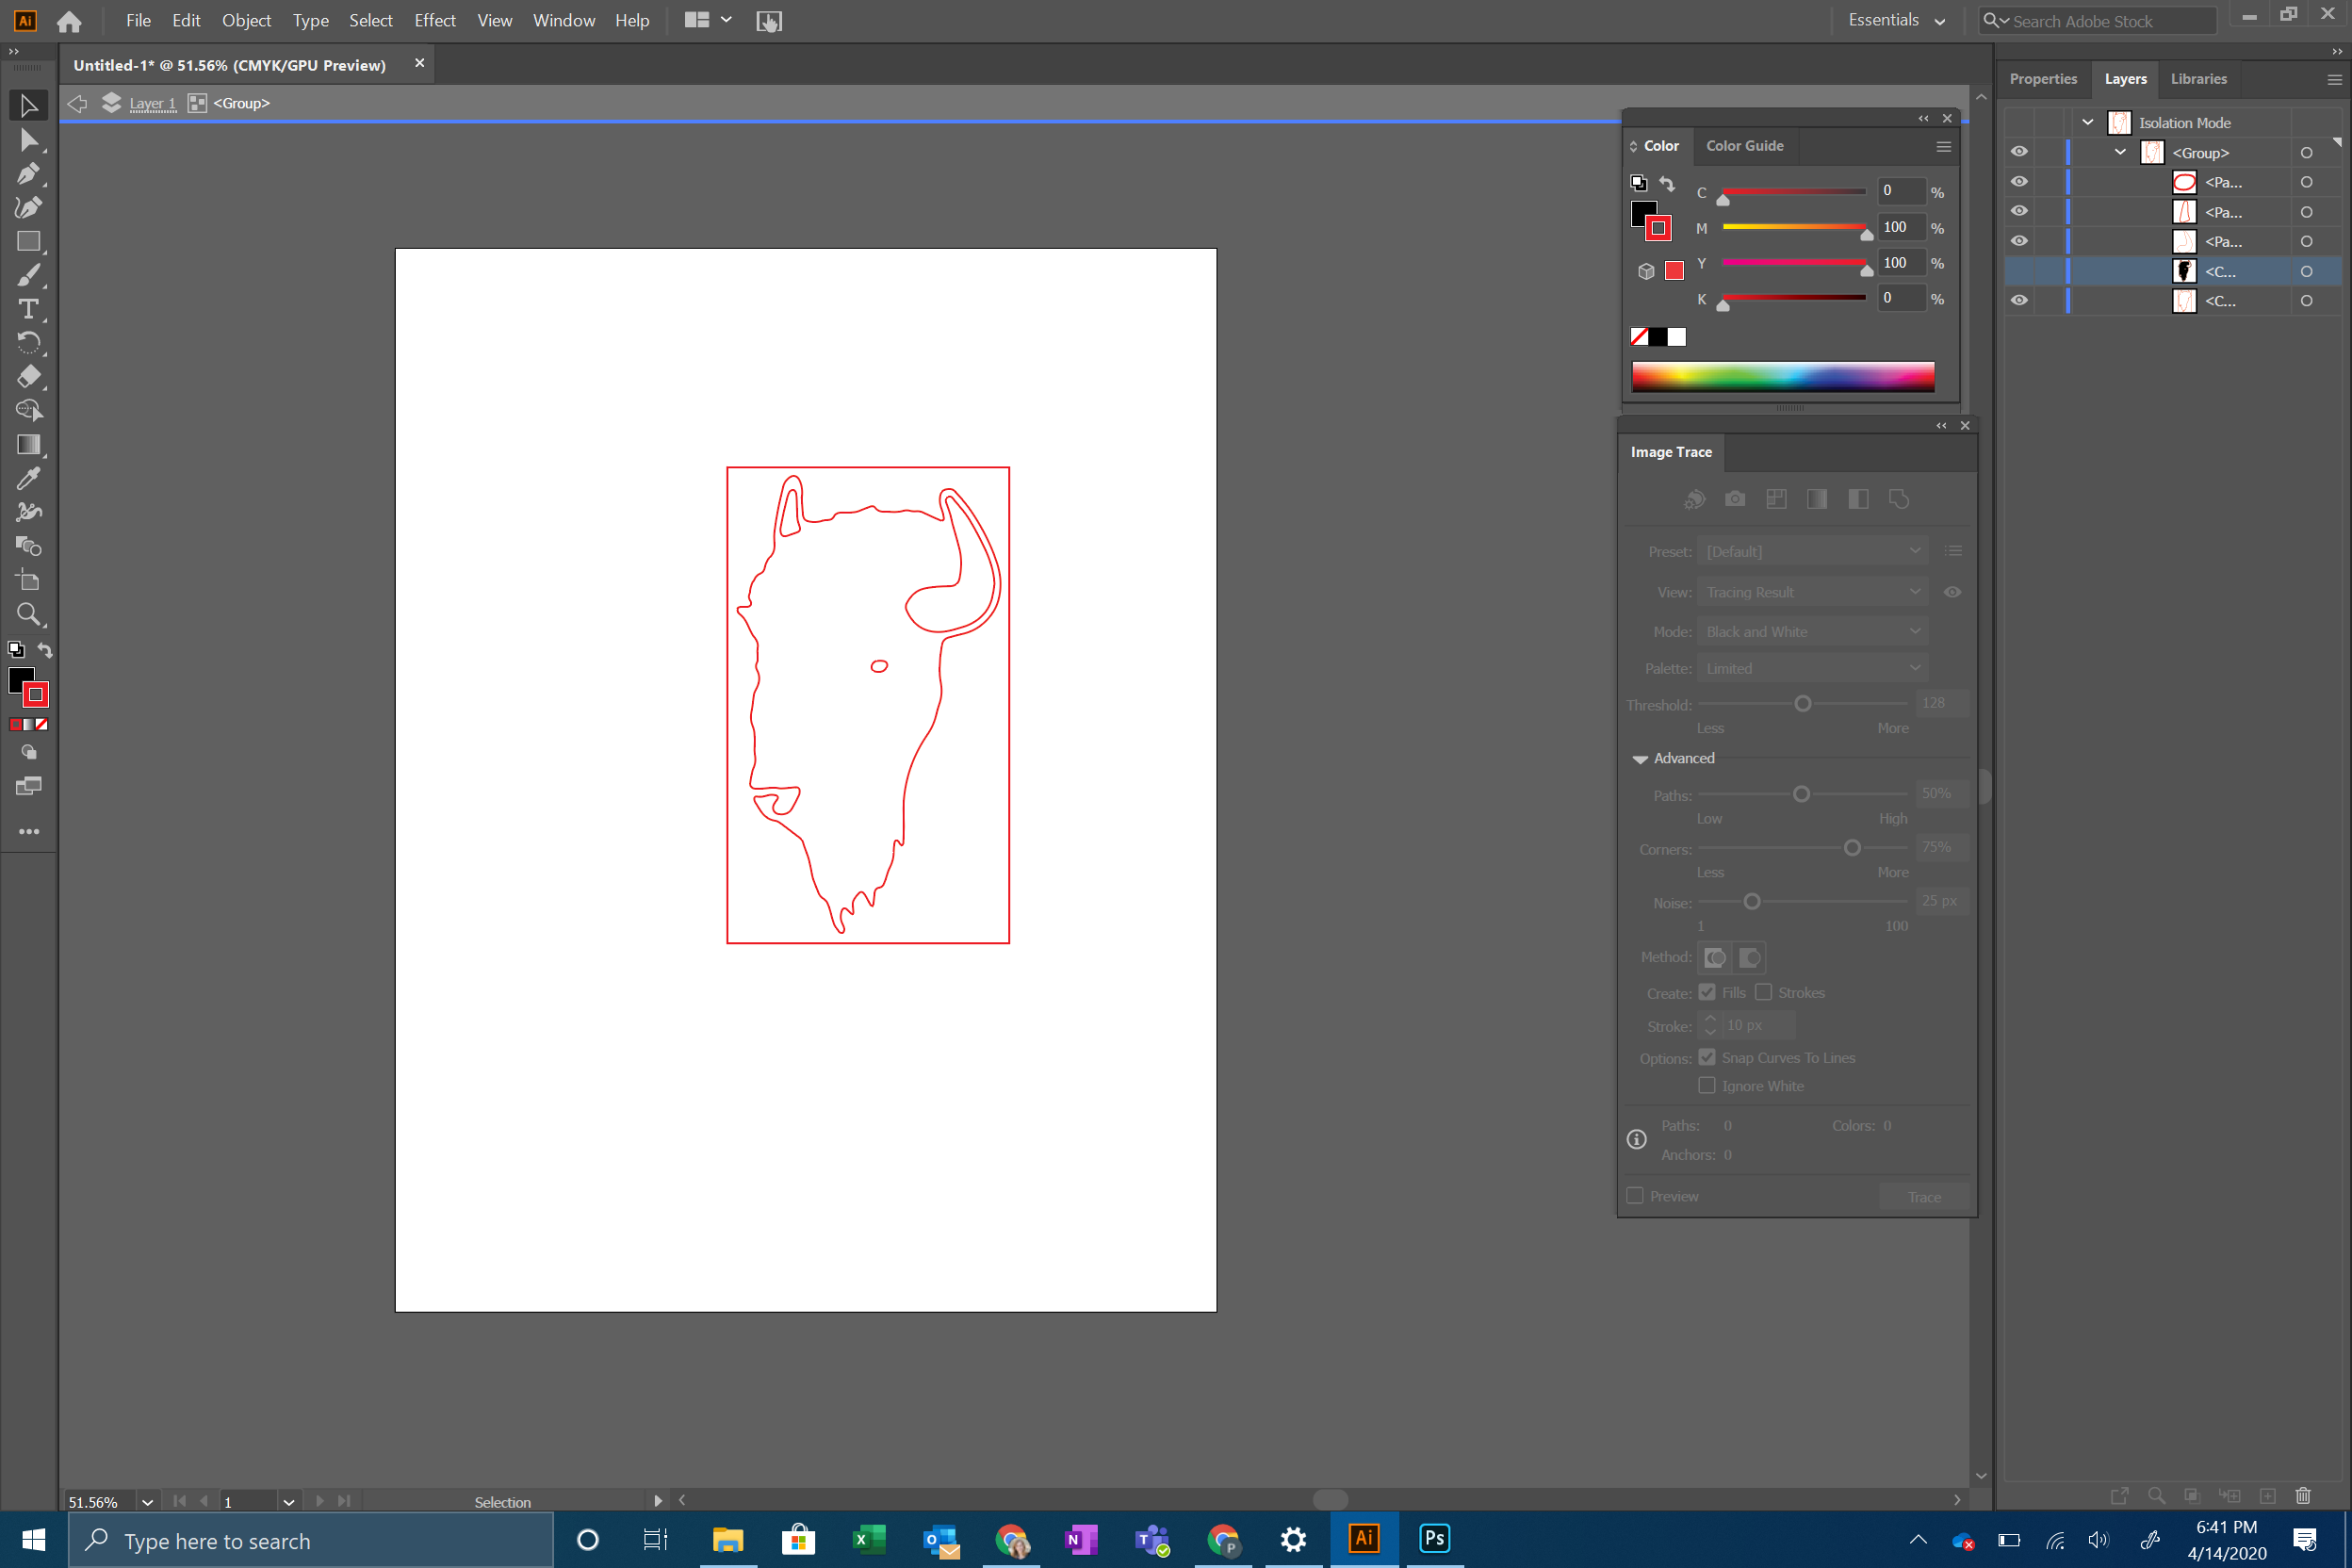 Ai File Edit Object Type Select Effect View Window Help Essentials Search Adobe Stock
Untitled-1* @ 51.56% (CMYK/GPU Preview)
Layer 1 <Group>
Properties Layers Libraries
Isolation Mode
<Group>
<Pa...
<Pa...
<Pa...
<C...
<C...
Color Color Guide
C 0 %
M 100 %
Y 100 %
K 0 %
Image Trace
Preset: [Default]
View: Tracing Result
Mode: Black and White
Palette: Limited
Threshold: 128
Less More
Advanced
Paths: 50%
Low High
Corners: 75%
Less More
Noise: 25 px
1 100
Method:
Create: Fills Strokes
Stroke: 10 px
Options: Snap Curves To Lines
Ignore White
Paths: 0 Colors: 0
Anchors: 0
Preview Trace
51.56% 1 Selection
Type here to search
Ai Ps
6:41 PM
4/14/2020